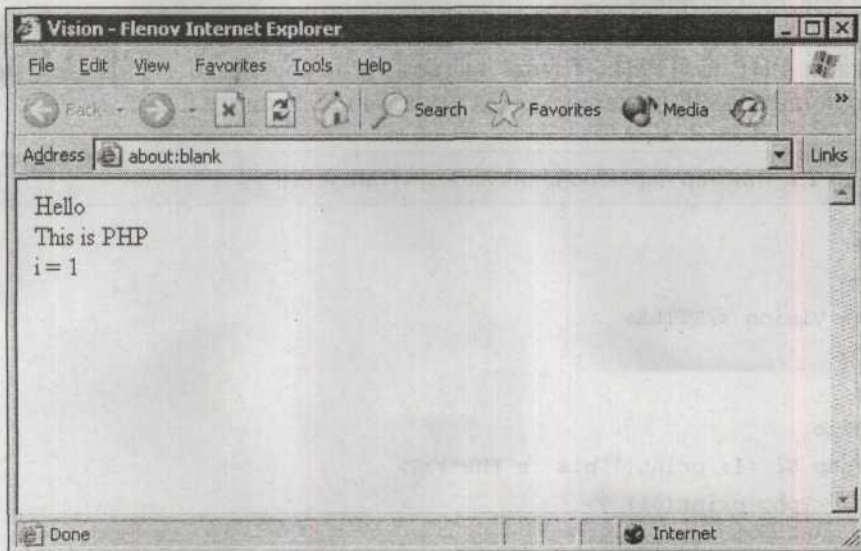 Vision - Flenov Internet Explorer
File Edit View Favorites Tools Help
Back Search Favorites Media »
Address about:blank Links
Hello
This is PHP
i = 1
Done Internet